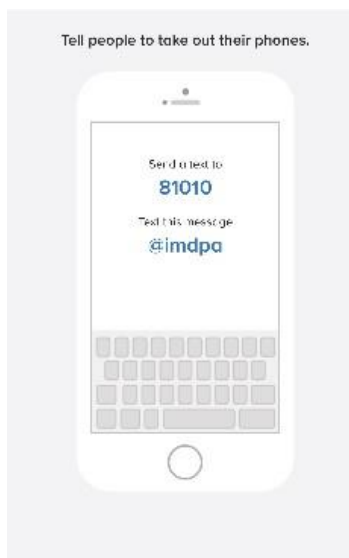 Tell people to take out their phones.
Send a text to
81010
Text this message
@imdpa